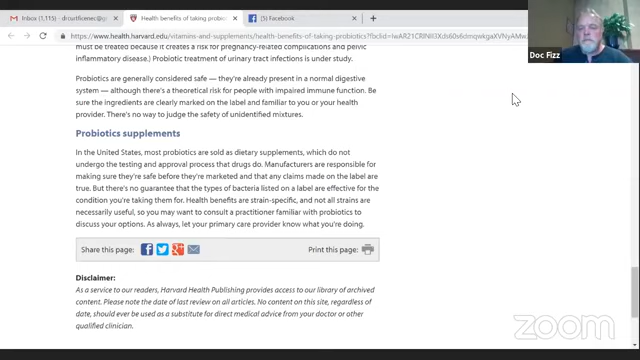 Inbox (1,115) - drcurtficenec@g
Health benefits of taking probiot
(5) Facebook
https://www.health.harvard.edu/vitamins-and-supplements/health-benefits-of-taking-probiotics?fbclid=
Doc Fizz
must be treated because it creates a risk for pregnancy-related complications and pelvic
inflammatory disease.) Probiotic treatment of urinary tract infections is under study.
Probiotics are generally considered safe — they're already present in a normal digestive
system — although there's a theoretical risk for people with impaired immune function. Be
sure the ingredients are clearly marked on the label and familiar to you or your health
provider. There's no way to judge the safety of unidentified mixtures.
Probiotics supplements
In the United States, most probiotics are sold as dietary supplements, which do not
undergo the testing and approval process that drugs do. Manufacturers are responsible for
making sure they're safe before they're marketed and that any claims made on the label are
true. But there's no guarantee that the types of bacteria listed on a label are effective for the
condition you're taking them for. Health benefits are strain-specific, and not all strains are
necessarily useful, so you may want to consult a practitioner familiar with probiotics to
discuss your options. As always, let your primary care provider know what you're doing.
Share this page:
Print this page:
Disclaimer:
As a service to our readers, Harvard Health Publishing provides access to our library of archived
content. Please note the date of last review on all articles. No content on this site, regardless of
date, should ever be used as a substitute for direct medical advice from your doctor or other
qualified clinician.
zoom